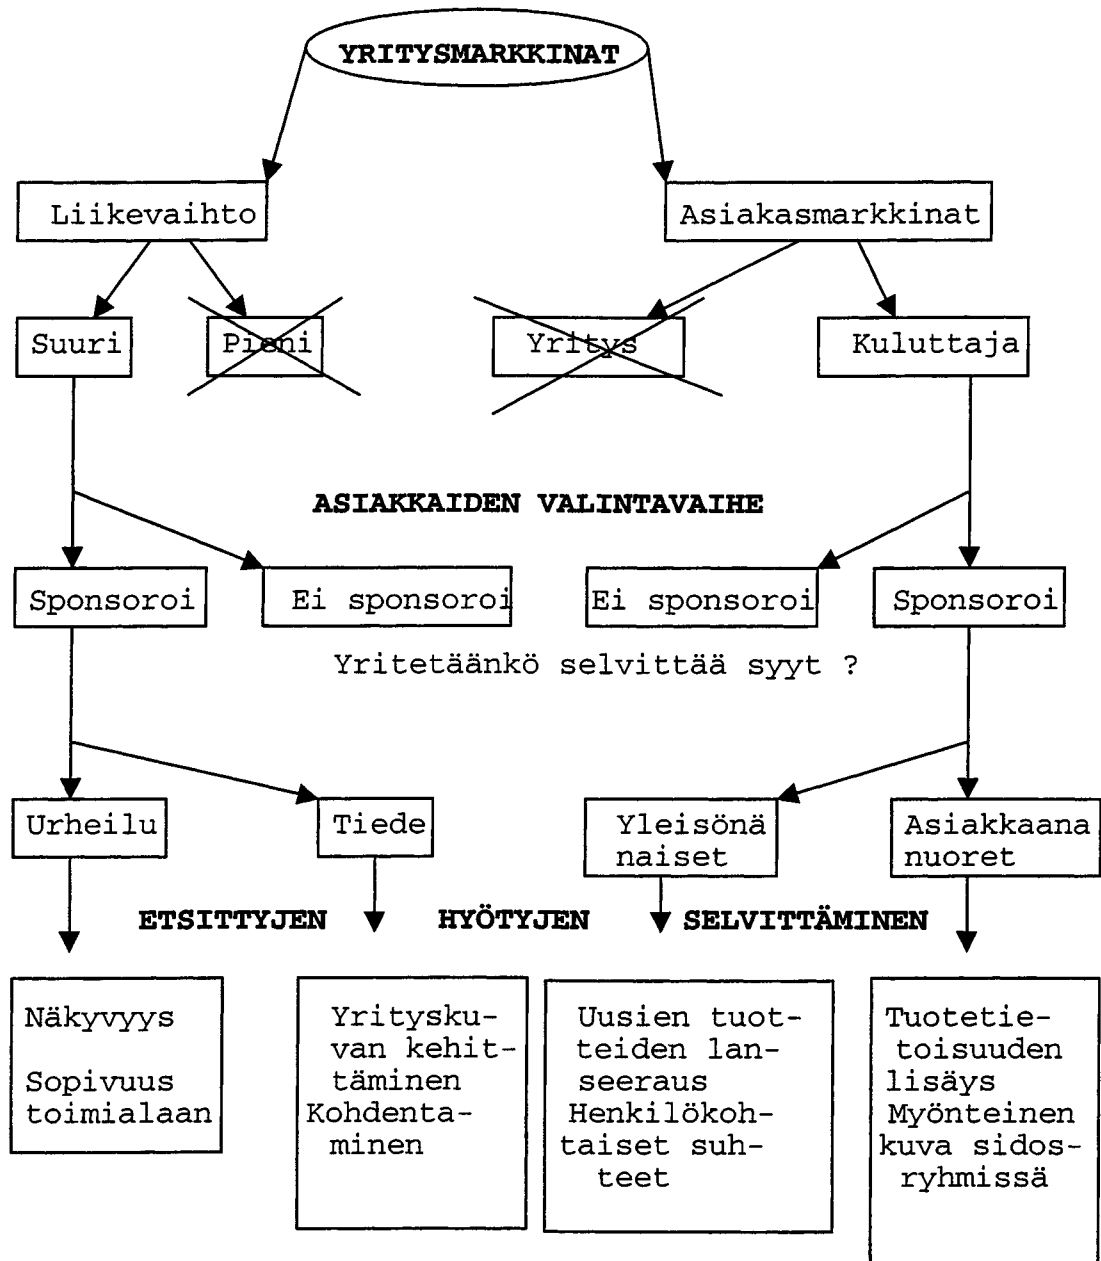 YRITYSMARKKINAT
Liikevaihto
Asiakasmarkkinat
Suuri
Pieni
Yritys
Kuluttaja
ASIAKKAIDEN VALINTAVAIHE
Sponsoroi
Ei sponsoroi
Ei sponsoroi
Sponsoroi
Yritetäänkö selvittää syyt ?
Urheilu
Tiede
Yleisönä
naiset
Asiakkaana
nuoret
ETSITTYJEN HYÖTYJEN SELVITTÄMINEN
Näkyvyys
Sopivuus
toimialaan
Yritysku-
van kehit-
täminen
Kohdenta-
minen
Uusien tuot-
teiden lan-
seeraus
Henkilökoh-
taiset suh-
teet
Tuotetie-
toisuuden
lisäys
Myönteinen
kuva sidos-
ryhmissä